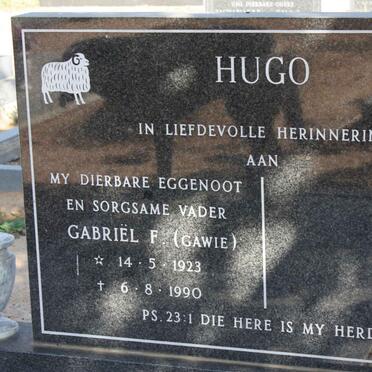 HUGO
IN LIEFDEVOLLE HERINNERIN
AAN
MY DIERBARE EGGENOOT
EN SORGSAME VADER
GABRIËL F. (GAWIE)
☆ 14·5·1923
† 6·8·1990
PS. 23:1 DIE HERE IS MY HERD